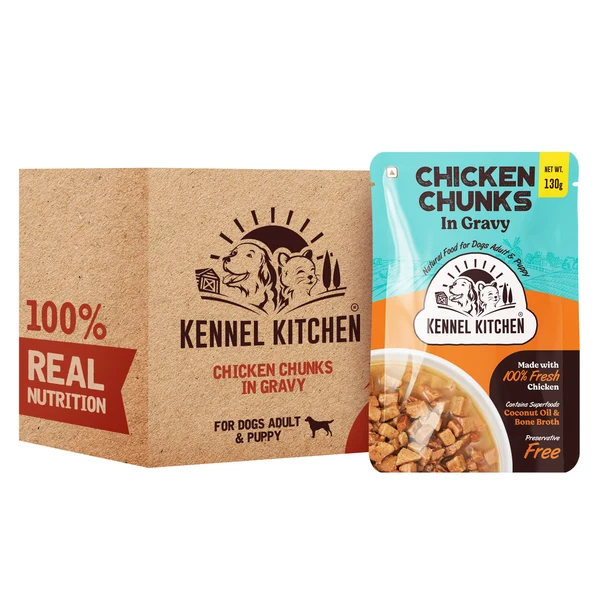 100%
REAL
NUTRITION
KENNEL KITCHEN
®
CHICKEN CHUNKS
IN GRAVY
FOR DOGS ADULT
& PUPPY
CHICKEN
CHUNKS
In Gravy
NET WT.
130g
Natural Food for Dogs Adult & Puppy
KENNEL KITCHEN
®
Made with
100% Fresh
Chicken
Contains Superfoods
Coconut Oil &
Bone Broth
Preservative
Free